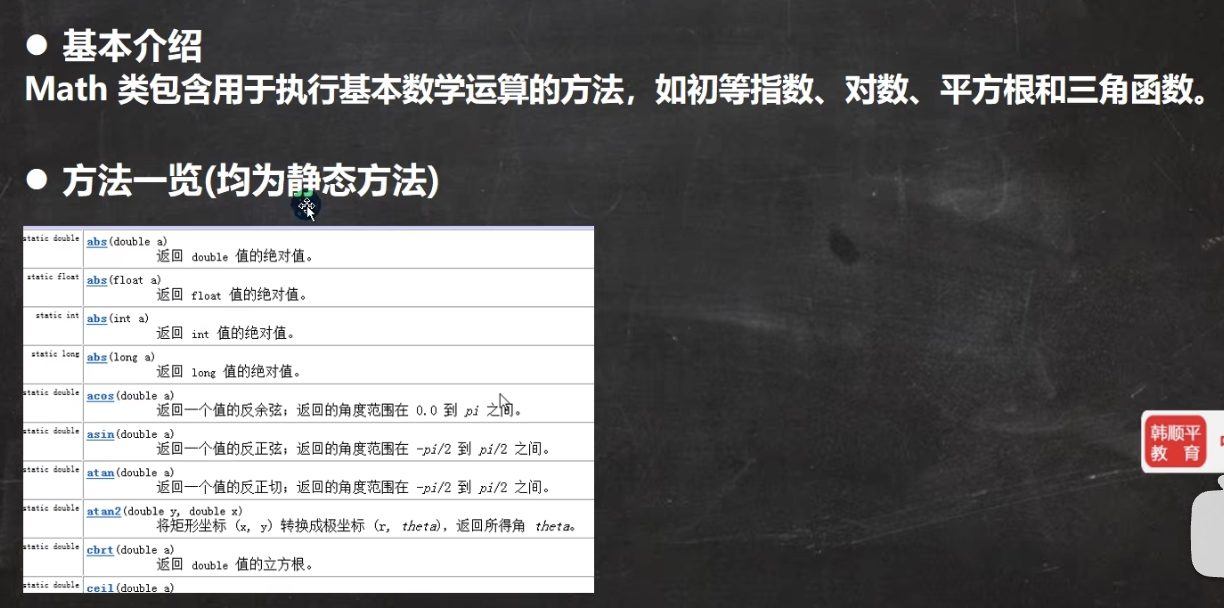 ● 基本介绍
Math 类包含用于执行基本数学运算的方法，如初等指数、对数、平方根和三角函数。
● 方法一览(均为静态方法)
static double abs(double a)
返回 double 值的绝对值。
static float abs(float a)
返回 float 值的绝对值。
static int abs(int a)
返回 int 值的绝对值。
static long abs(long a)
返回 long 值的绝对值。
static double acos(double a)
返回一个值的反余弦；返回的角度范围在 0.0 到 pi 之间。
static double asin(double a)
返回一个值的反正弦；返回的角度范围在 -pi/2 到 pi/2 之间。
static double atan(double a)
返回一个值的反正切；返回的角度范围在 -pi/2 到 pi/2 之间。
static double atan2(double y, double x)
将矩形坐标 (x, y) 转换成极坐标 (r, theta)，返回所得角 theta。
static double cbrt(double a)
返回 double 值的立方根。
static double ceil(double a)
韩顺平
教 育